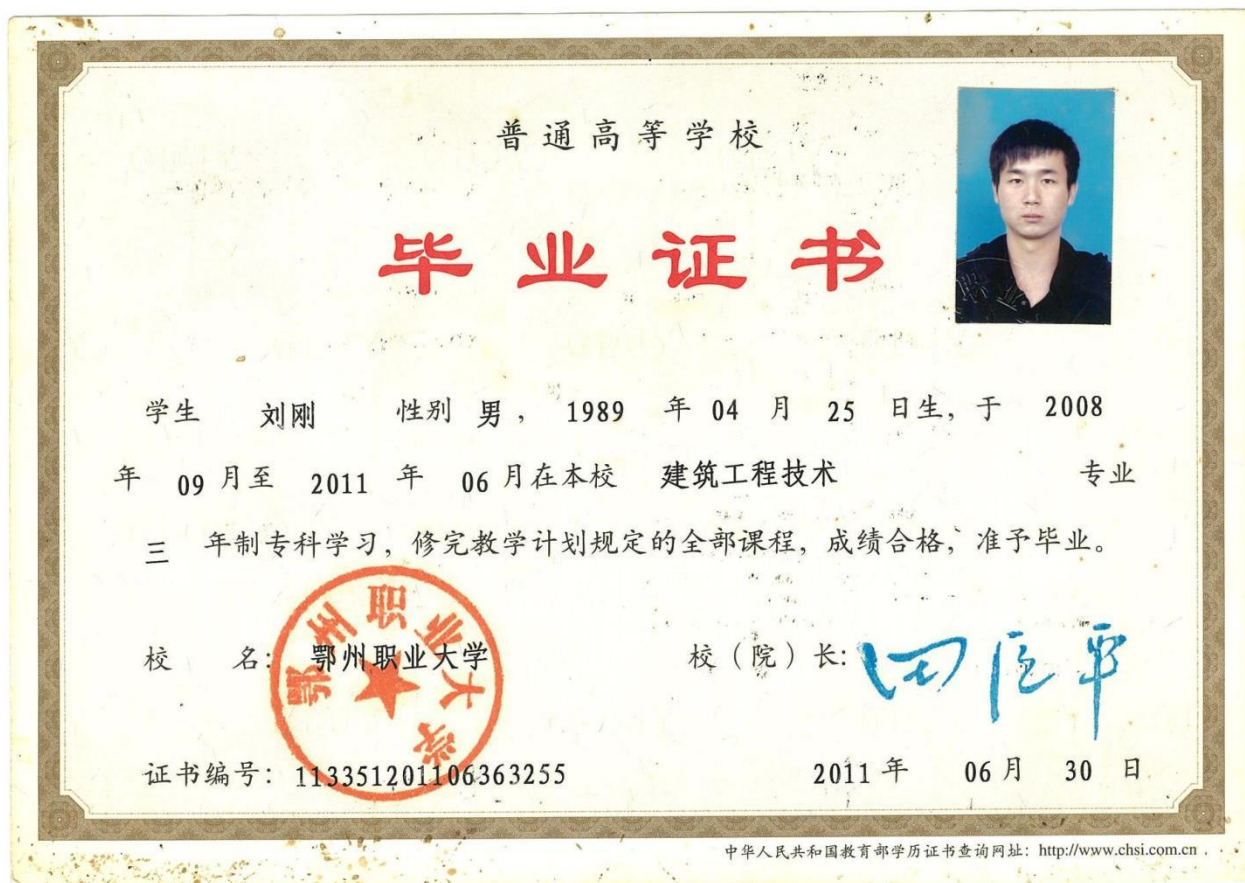 普通高等学校
毕业证书
学生 刘刚 性别 男， 1989 年 04 月 25 日生，于 2008
年 09 月至 2011 年 06 月在本校 建筑工程技术 专业
三 年制专科学习，修完教学计划规定的全部课程，成绩合格，准予毕业。
鄂州职业大学
校 名： 鄂州职业大学 校（院）长：
证书编号： 113351201106363255 2011 年 06 月 30 日
中华人民共和国教育部学历证书查询网址：http://www.chsi.com.cn